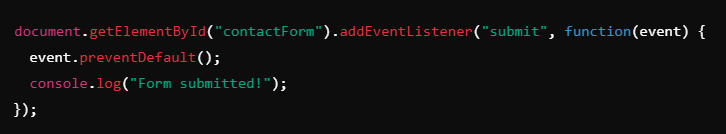 document.getElementById("contactForm").addEventListener("submit", function(event) {
  event.preventDefault();
  console.log("Form submitted!");
});